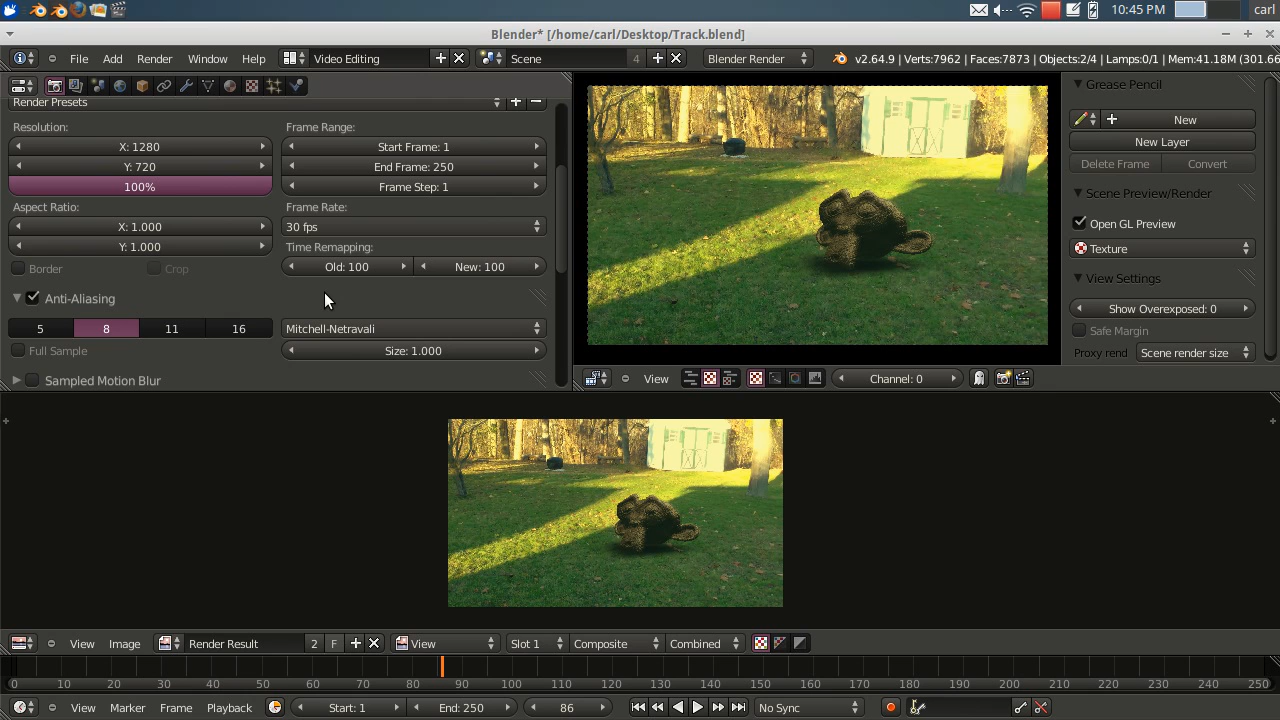 10:45 PM carl
Blender* [/home/carl/Desktop/Track.blend]
File Add Render Window Help Video Editing Scene 4 Blender Render v2.64.9 | Verts:7962 | Faces:7873 | Objects:2/4 | Lamps:0/1 | Mem:41.18M (301.66
Render Presets
Resolution: Frame Range:
X: 1280 Start Frame: 1
Y: 720 End Frame: 250
100% Frame Step: 1
Aspect Ratio: Frame Rate:
X: 1.000 30 fps
Y: 1.000 Time Remapping:
Border Crop Old: 100 New: 100
Anti-Aliasing
5 8 11 16 Mitchell-Netravali
Full Sample Size: 1.000
Sampled Motion Blur
Grease Pencil
New
New Layer
Delete Frame Convert
Scene Preview/Render
Open GL Preview
Texture
View Settings
Show Overexposed: 0
Safe Margin
Proxy rend Scene render size
View Channel: 0
View Image Render Result 2 F View Slot 1 Composite Combined
0 10 20 30 40 50 60 70 80 90 100 110 120 130 140 150 160 170 180 190 200 210 220 230 240 250
View Marker Frame Playback Start: 1 End: 250 86 No Sync